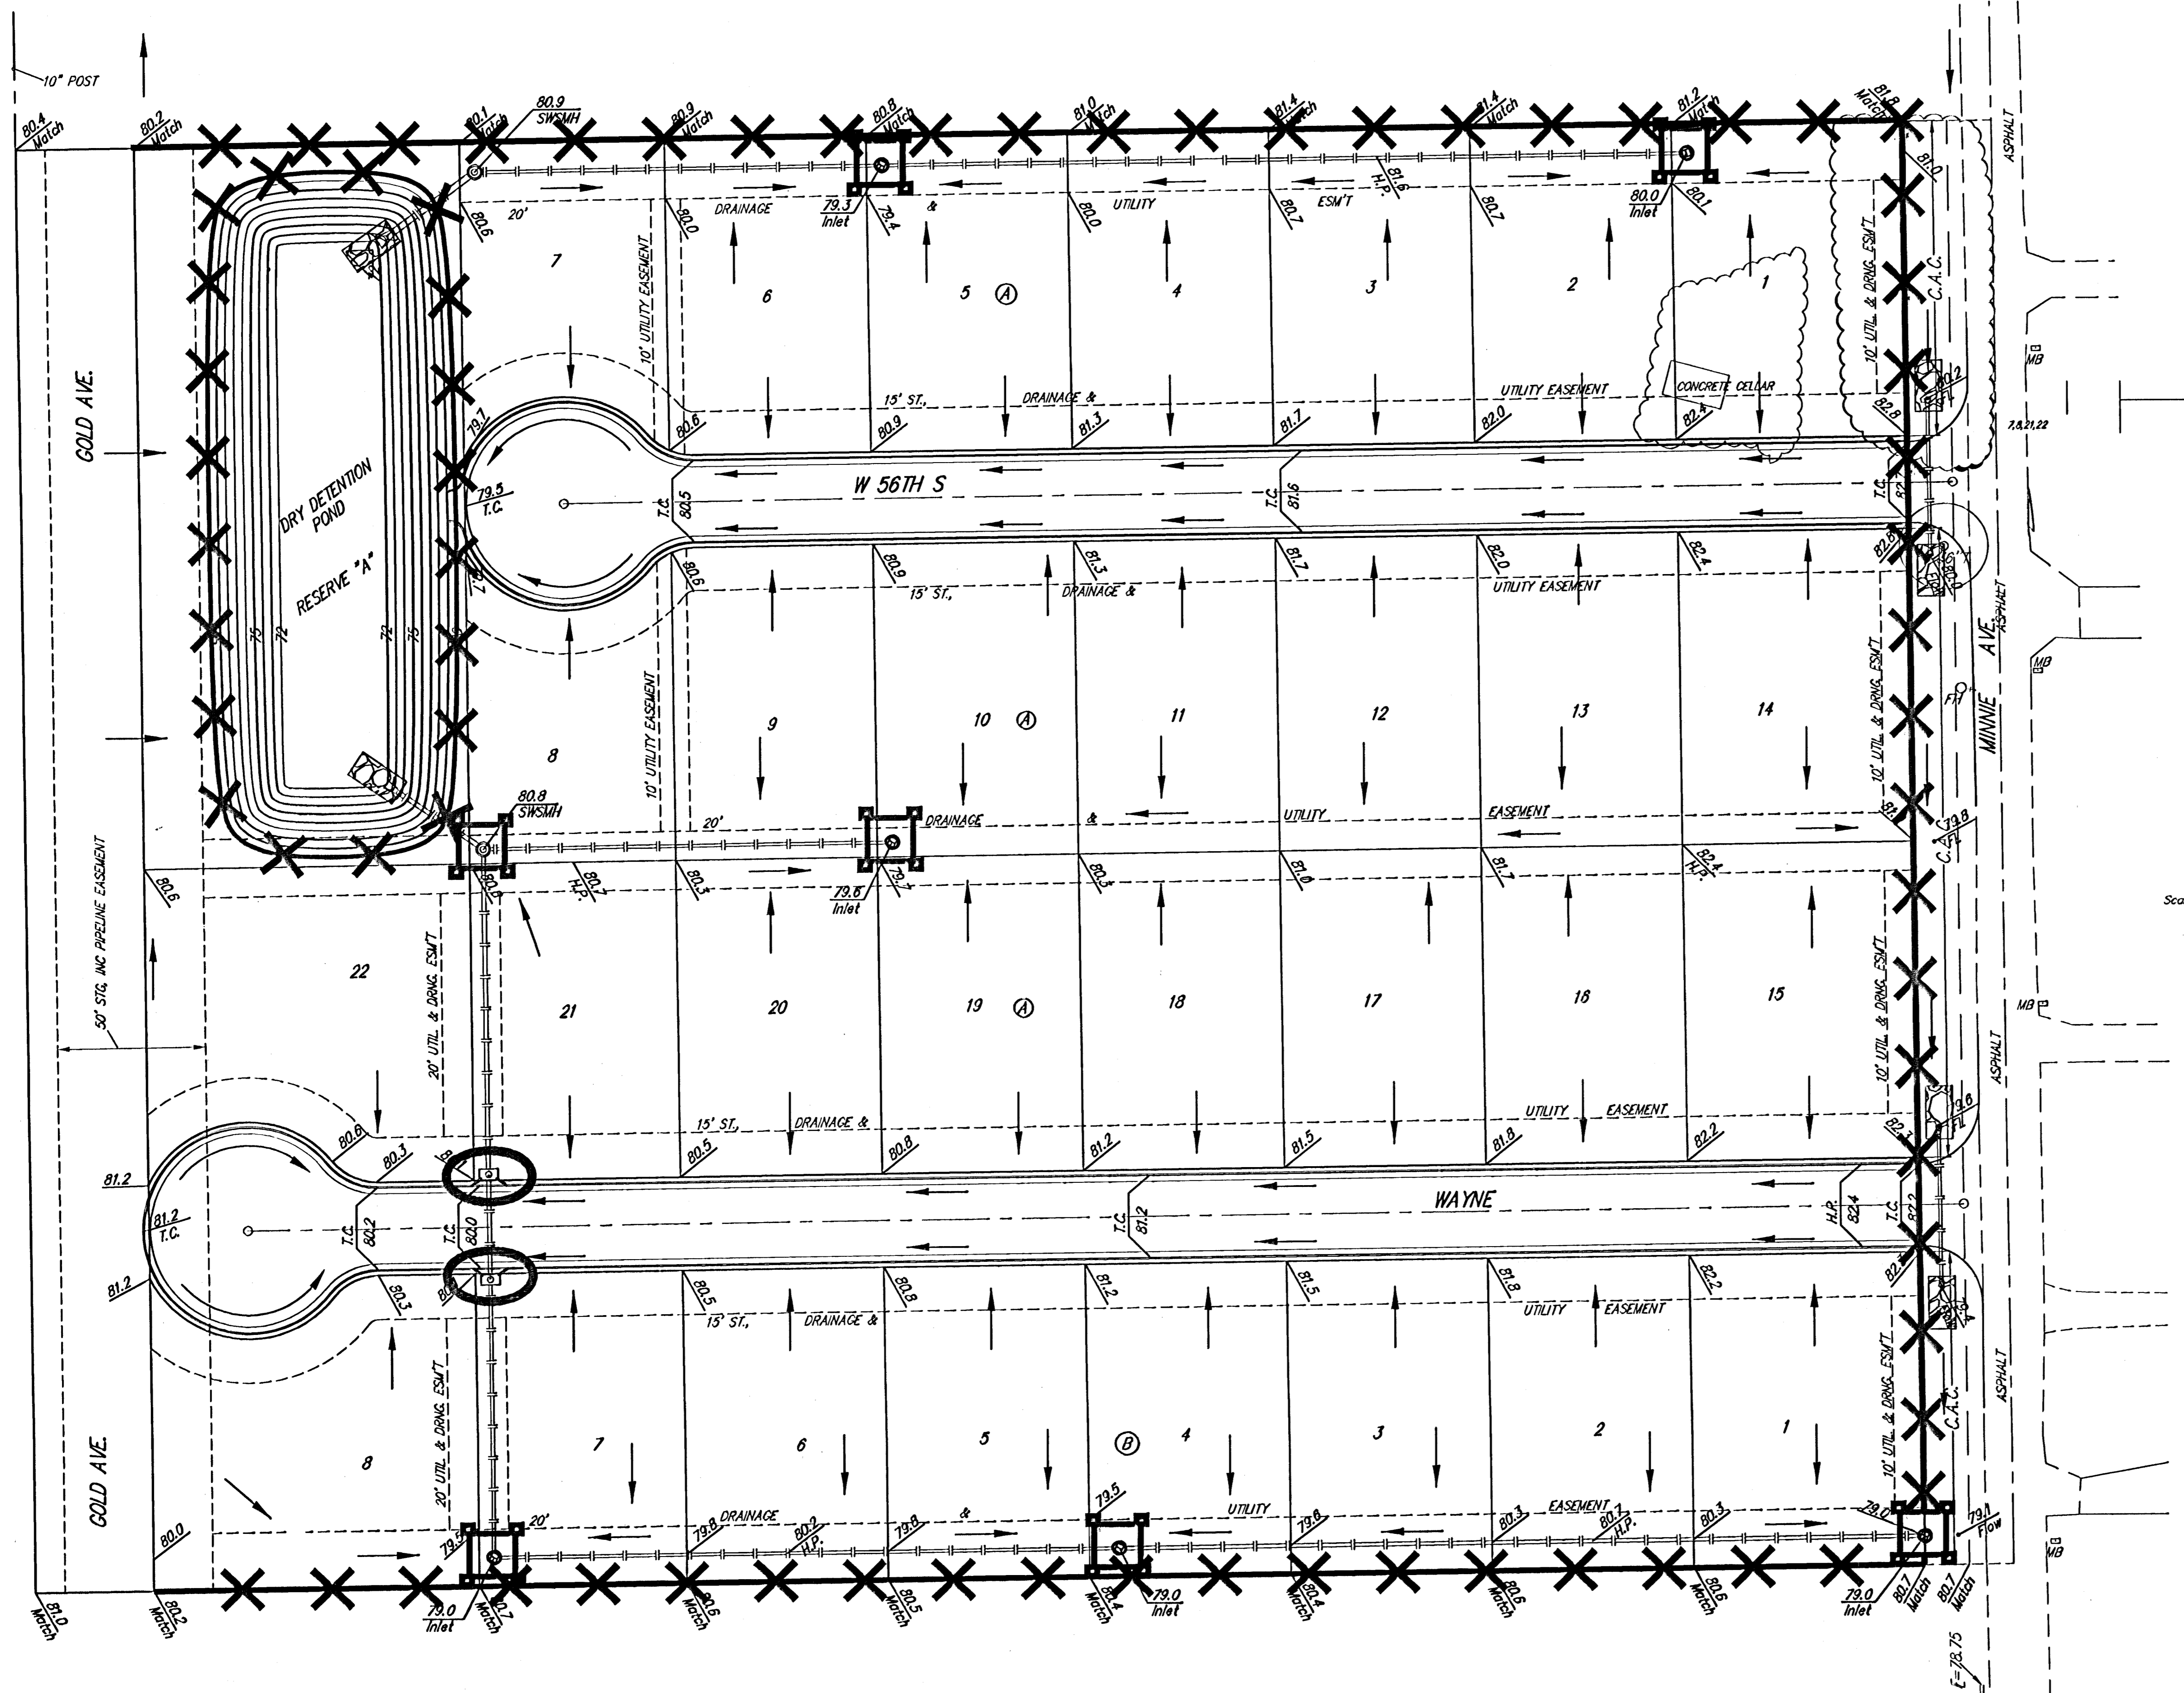 10" POST
80.4
Match
80.2
Match
80.1
Match
80.9
SWSMH
80.9
Match
80.8
Match
81.0
Match
81.4
Match
81.4
Match
81.2
Match
81.8
Match
ASPHALT
81.0
81.6
H.P.
80.6
20'
80.0
DRAINAGE
79.3
Inlet
79.4
&
80.0
UTILITY
80.7
ESM'T
80.7
80.0
Inlet
80.1
7
6
5
A
4
3
2
1
10' UTILITY EASEMENT
10' UTIL. & DRNG. ESM'T
C.A.C.
MB
CONCRETE CELLAR
UTILITY EASEMENT
15' ST.,
DRAINAGE &
80.2
GOLD AVE.
79.7
80.6
80.9
81.3
81.7
82.0
82.4
82.8
7,8,21,22
W 56TH S
DRY DETENTION
POND
RESERVE "A"
79.5
T.C.
T.C.
80.5
T.C.
81.6
T.C.
80.6
80.9
81.3
81.7
82.0
82.4
82.8
15' ST.,
DRAINAGE &
UTILITY EASEMENT
75
72
72
75
ASPHALT
MINNIE AVE.
MB
FH
10' UTILITY EASEMENT
10' UTIL. & DRNG. ESM'T
8
9
10
A
11
12
13
14
80.8
SWSMH
20'
DRAINAGE
&
UTILITY
EASEMENT
79.8
C.A.C.
80.6
80.7
H.P.
80.3
79.6
Inlet
79.7
80.3
81.0
81.7
82.4
H.P.
50' STG, INC PIPELINE EASEMENT
20' UTIL. & DRNG. ESM'T
10' UTIL. & DRNG. ESM'T
22
21
20
19
A
18
17
16
15
MB
ASPHALT
15' ST.,
DRAINAGE &
UTILITY EASEMENT
80.6
80.3
80.5
80.8
81.2
81.5
81.8
82.2
82.3
79.6
81.2
81.2
T.C.
81.2
T.C.
80.2
T.C.
80.0
T.C.
81.2
WAYNE
H.P.
82.4
T.C.
82.2
80.3
80.5
80.8
81.2
81.5
81.8
82.2
15' ST.,
DRAINAGE &
UTILITY EASEMENT
20' UTIL. & DRNG. ESM'T
10' UTIL. & DRNG. ESM'T
ASPHALT
C.A.C.
GOLD AVE.
8
7
6
5
B
4
3
2
1
80.0
79.5
20'
79.8
DRAINAGE
80.2
H.P.
79.8
&
79.5
UTILITY
79.8
80.3
EASEMENT
80.7
H.P.
80.3
79.0
79.1
Flow
MB
81.0
Match
80.2
Match
79.0
Inlet
80.7
Match
80.6
Match
80.5
Match
80.4
Match
79.0
Inlet
80.4
Match
80.6
Match
80.6
Match
79.0
Inlet
80.7
Match
80.7
Match